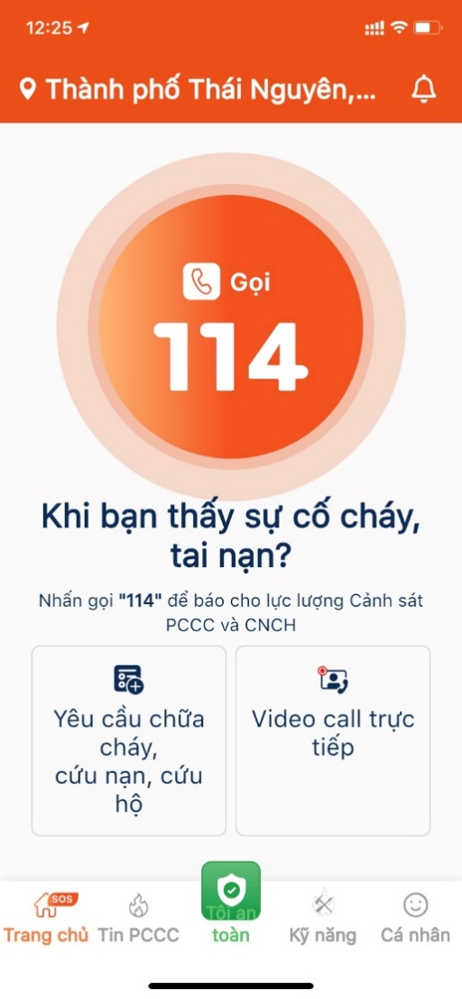 12:25
Thành phố Thái Nguyên,...
Gọi
114
Khi bạn thấy sự cố cháy,
tai nạn?
Nhấn gọi "114" để báo cho lực lượng Cảnh sát
PCCC và CNCH
Yêu cầu chữa
cháy,
cứu nạn, cứu
hộ
Video call trực
tiếp
SOS
Trang chủ
Tin PCCC
Tôi an
toàn
Kỹ năng
Cá nhân